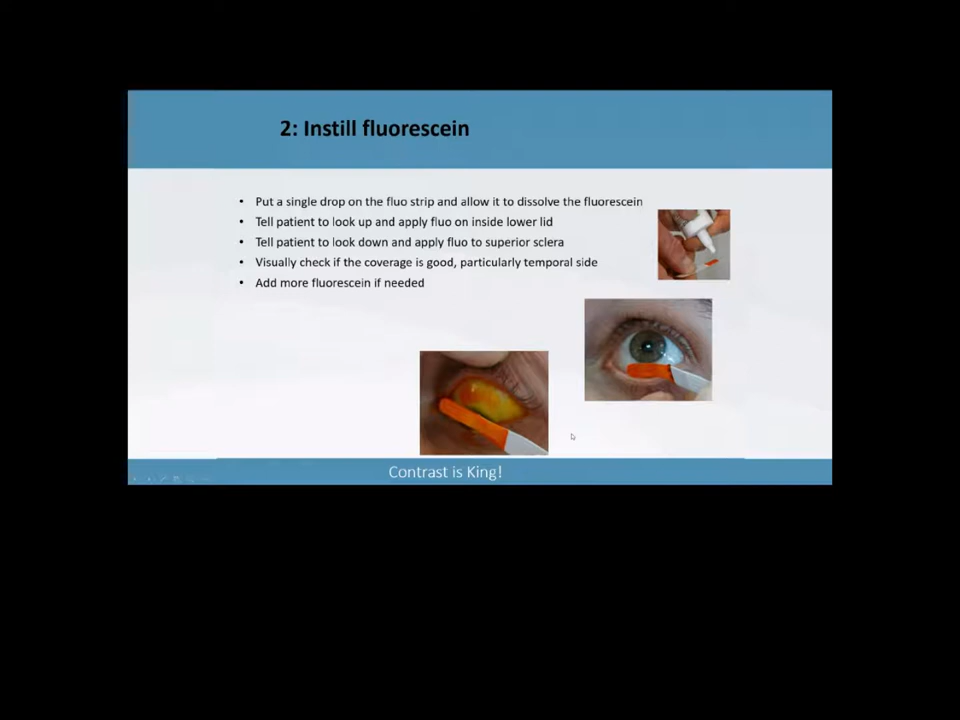 2: Instill fluorescein
• Put a single drop on the fluo strip and allow it to dissolve the fluorescein
• Tell patient to look up and apply fluo on inside lower lid
• Tell patient to look down and apply fluo to superior sclera
• Visually check if the coverage is good, particularly temporal side
• Add more fluorescein if needed
Contrast is King!